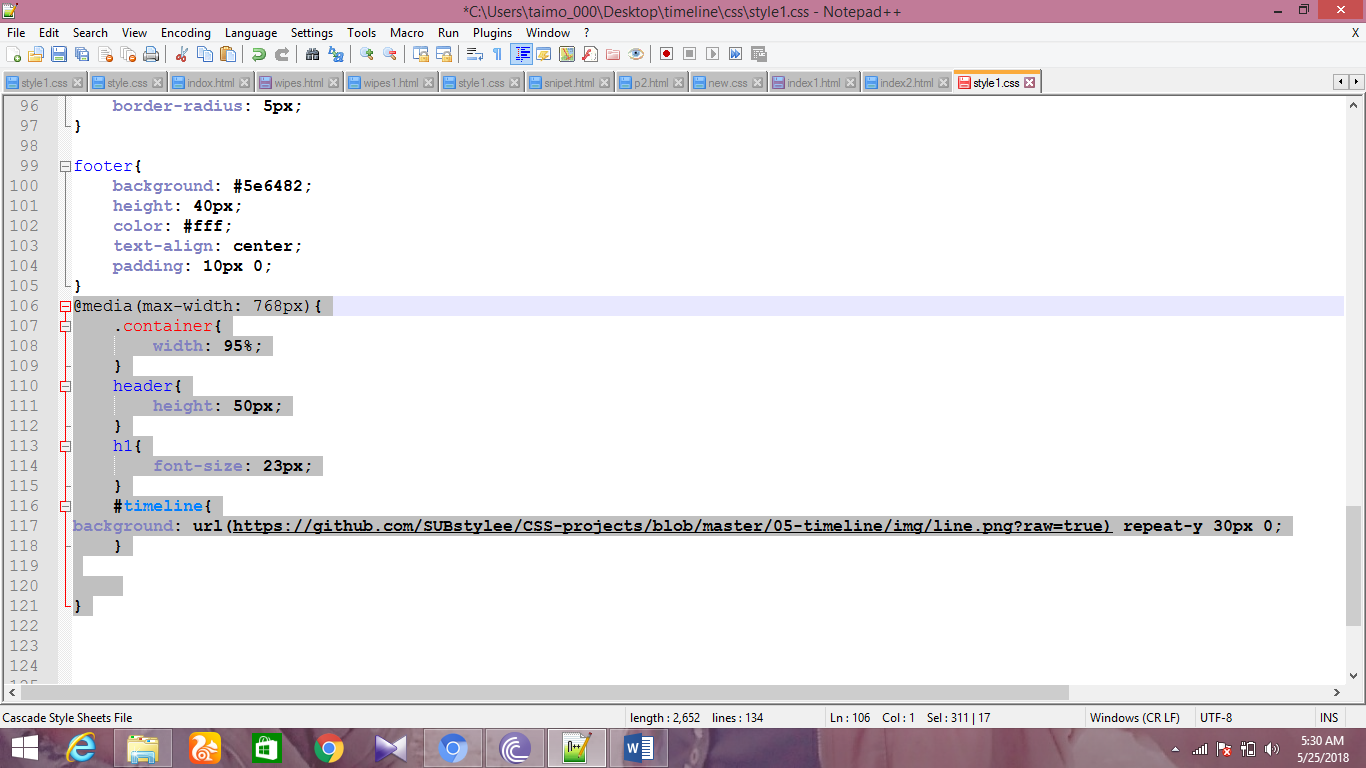 *C:\Users\taimo_000\Desktop\timeline\css\style1.css - Notepad++
File Edit Search View Encoding Language Settings Tools Macro Run Plugins Window ? X
style1.css style.css indox.html wipes.html wipes1.html style1.css snipet.html p2.html new.css index1.html index2.html style1.css
96 border-radius: 5px;
97 }
98
99 footer{
100 background: #5e6482;
101 height: 40px;
102 color: #fff;
103 text-align: center;
104 padding: 10px 0;
105 }
106 @media(max-width: 768px){
107 .container{
108 width: 95%;
109 }
110 header{
111 height: 50px;
112 }
113 h1{
114 font-size: 23px;
115 }
116 #timeline{
117 background: url(https://github.com/SUBstylee/CSS-projects/blob/master/05-timeline/img/line.png?raw=true) repeat-y 30px 0;
118 }
119
120
121 }
122
123
124
Cascade Style Sheets File length : 2,652 lines : 134 Ln : 106 Col : 1 Sel : 311 | 17 Windows (CR LF) UTF-8 INS
5:30 AM
5/25/2018